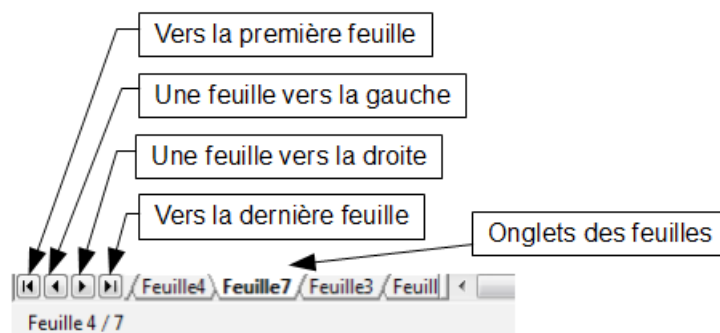 Vers la première feuille
Une feuille vers la gauche
Une feuille vers la droite
Vers la dernière feuille
Onglets des feuilles
Feuille4 Feuille7 Feuille3 Feuill
Feuille 4 / 7